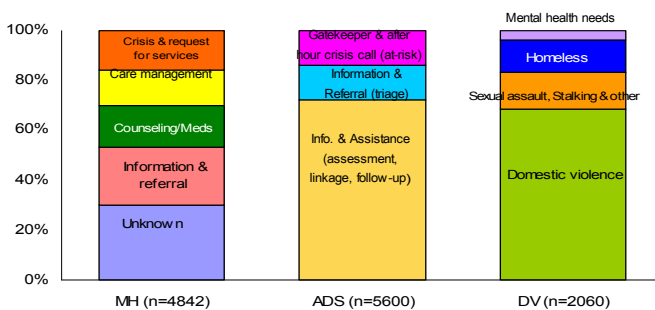 Mental health needs
100%
80%
60%
40%
20%
0%
Crisis & request
for services
Care management
Counseling/Meds
Information &
referral
Unknown
Gatekeeper & after
hour crisis call (at-risk)
Information &
Referral (triage)
Info. & Assistance
(assessment,
linkage, follow-up)
Homeless
Sexual assault, Stalking & other
Domestic violence
MH (n=4842)
ADS (n=5600)
DV (n=2060)